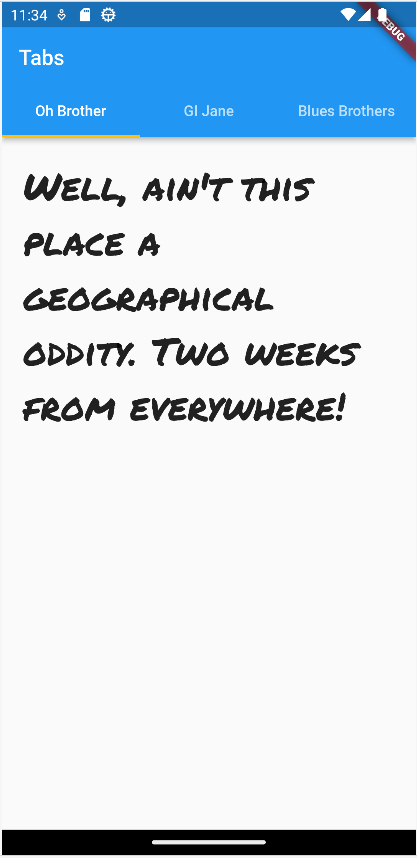 11:34
DEBUG
Tabs
Oh Brother GI Jane Blues Brothers
Well, ain't this
place a
geographical
oddity. Two weeks
from everywhere!